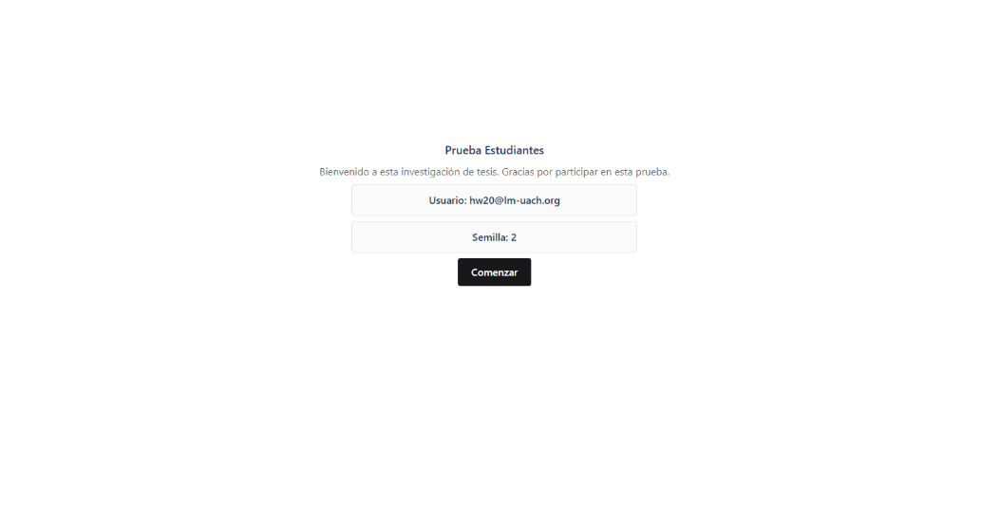 Prueba Estudiantes
Bienvenido a esta investigación de tesis. Gracias por participar en esta prueba.
Usuario: hw20@lm-uach.org
Semilla: 2
Comenzar